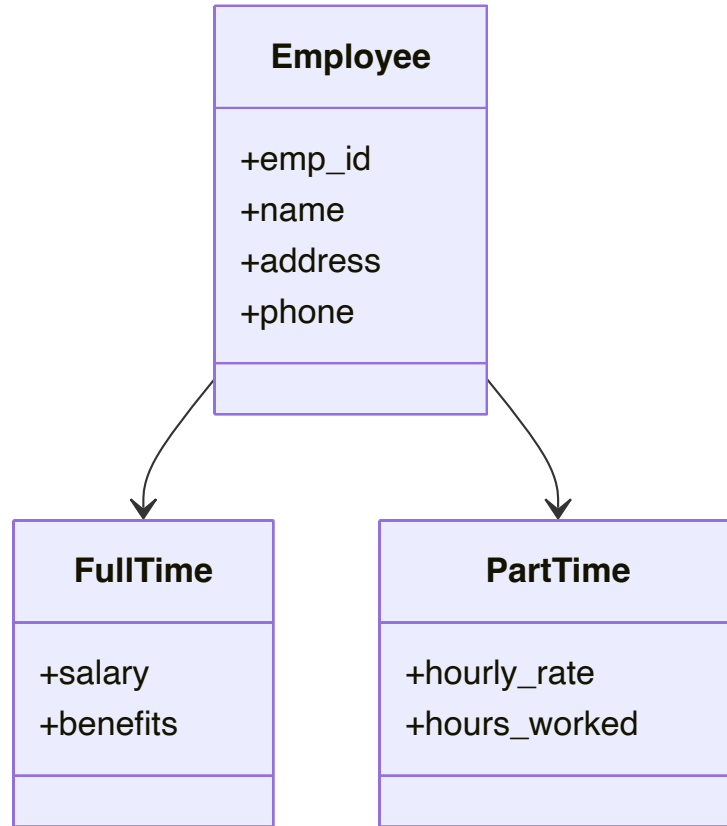 Employee
+emp_id
+name
+address
+phone
FullTime
+salary
+benefits
PartTime
+hourly_rate
+hours_worked